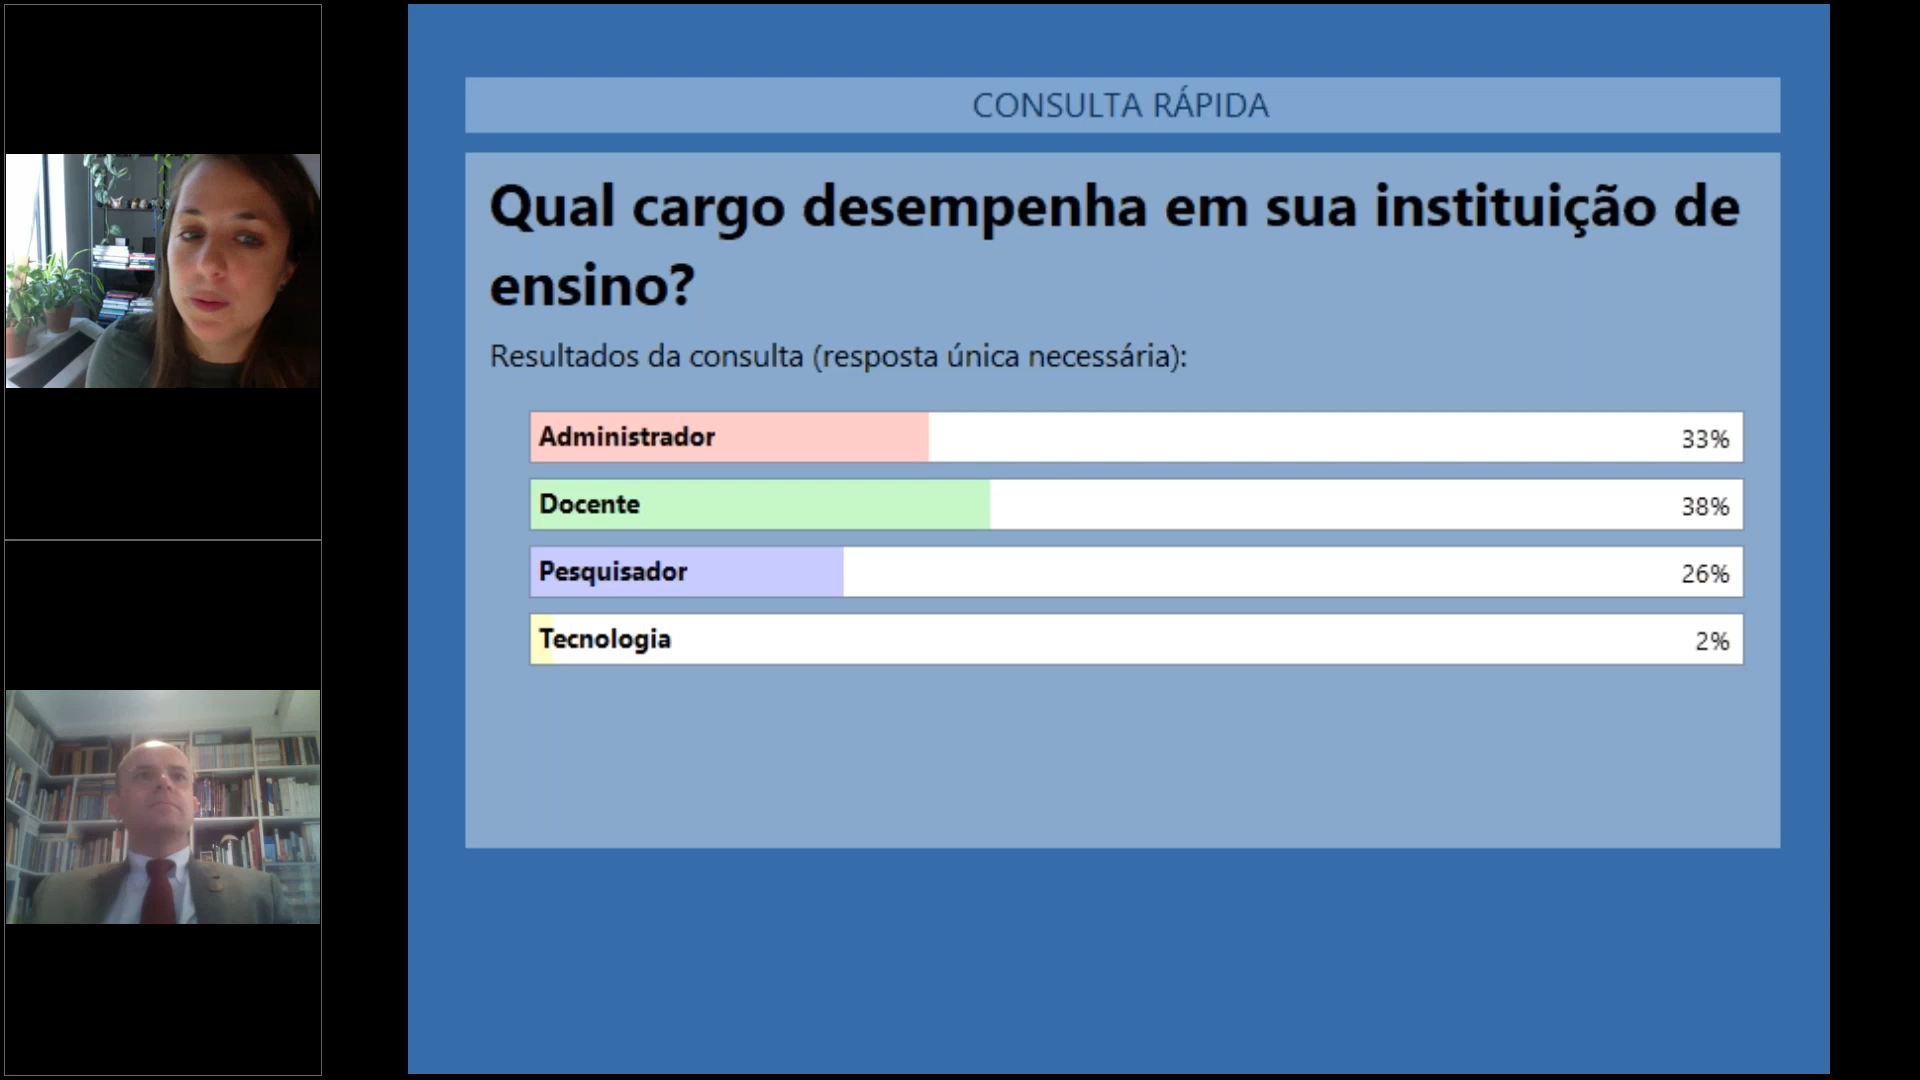 CONSULTA RÁPIDA
Qual cargo desempenha em sua instituição de
ensino?
Resultados da consulta (resposta única necessária):
Administrador 33%
Docente 38%
Pesquisador 26%
Tecnologia 2%